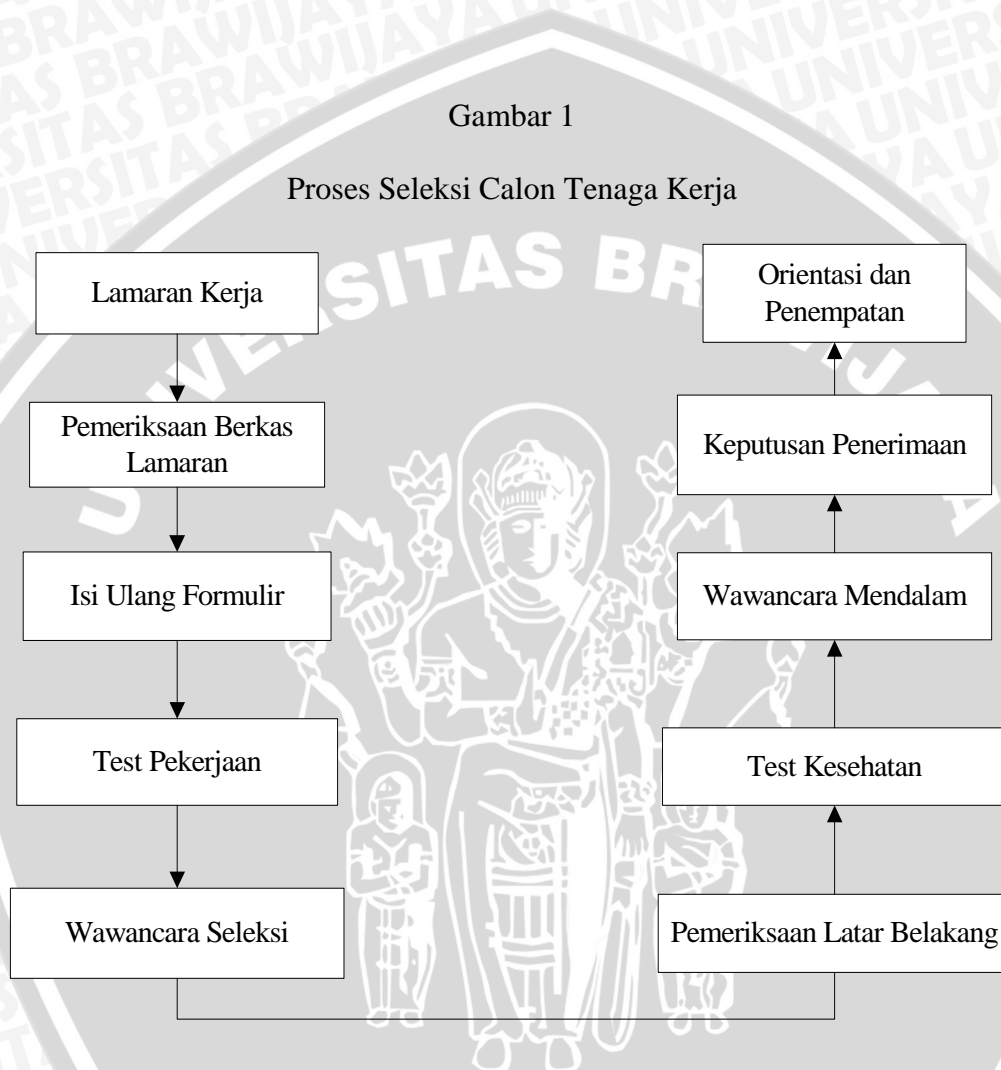 Gambar 1
Proses Seleksi Calon Tenaga Kerja
Lamaran Kerja
Pemeriksaan Berkas
Lamaran
Isi Ulang Formulir
Test Pekerjaan
Wawancara Seleksi
Pemeriksaan Latar Belakang
Test Kesehatan
Wawancara Mendalam
Keputusan Penerimaan
Orientasi dan
Penempatan